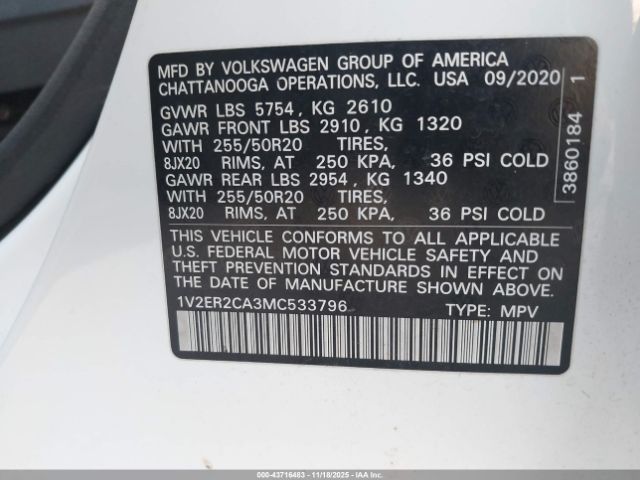 MFD BY VOLKSWAGEN GROUP OF AMERICA
CHATTANOOGA OPERATIONS, LLC. USA 09/2020
GVWR LBS 5754, KG 2610
GAWR FRONT LBS 2910, KG 1320
WITH 255/50R20 TIRES,
8JX20 RIMS, AT 250 KPA, 36 PSI COLD
GAWR REAR LBS 2954, KG 1340
WITH 255/50R20 TIRES,
8JX20 RIMS, AT 250 KPA, 36 PSI COLD
THIS VEHICLE CONFORMS TO ALL APPLICABLE
U.S. FEDERAL MOTOR VEHICLE SAFETY AND
THEFT PREVENTION STANDARDS IN EFFECT ON
THE DATE OF MANUFACTURE SHOWN ABOVE
1V2ER2CA3MC533796 TYPE: MPV
3860184 1
000-43716483 - 11/18/2025 - IAAI.COM